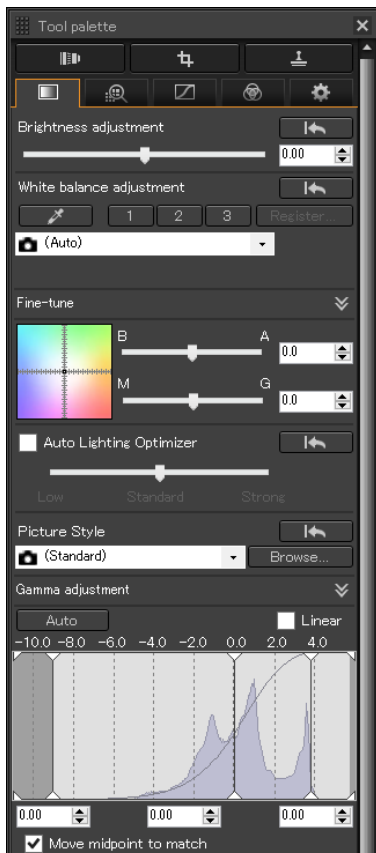 Tool palette
Brightness adjustment
0.00
White balance adjustment
1 2 3 Register...
(Auto)
Fine-tune
B A
0.0
M G
0.0
Auto Lighting Optimizer
Low Standard Strong
Picture Style
(Standard) Browse...
Gamma adjustment
Auto Linear
-10.0 -8.0 -6.0 -4.0 -2.0 0.0 2.0 4.0
0.00 0.00 0.00
Move midpoint to match